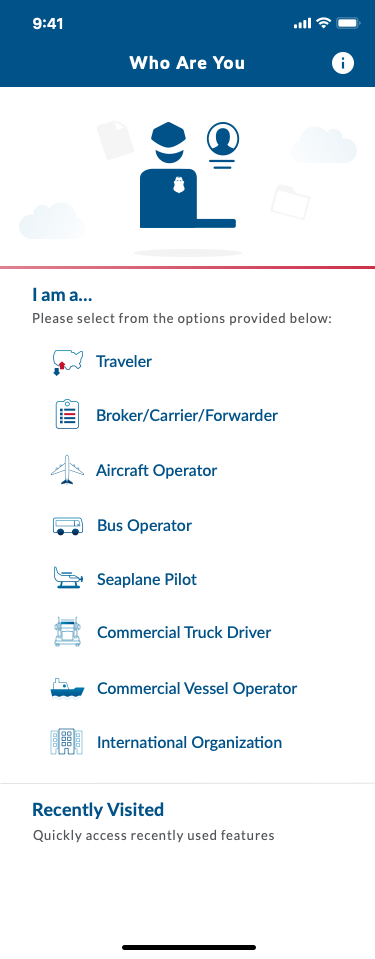 9:41
Who Are You
I am a...
Please select from the options provided below:
Traveler
Broker/Carrier/Forwarder
Aircraft Operator
Bus Operator
Seaplane Pilot
Commercial Truck Driver
Commercial Vessel Operator
International Organization
Recently Visited
Quickly access recently used features